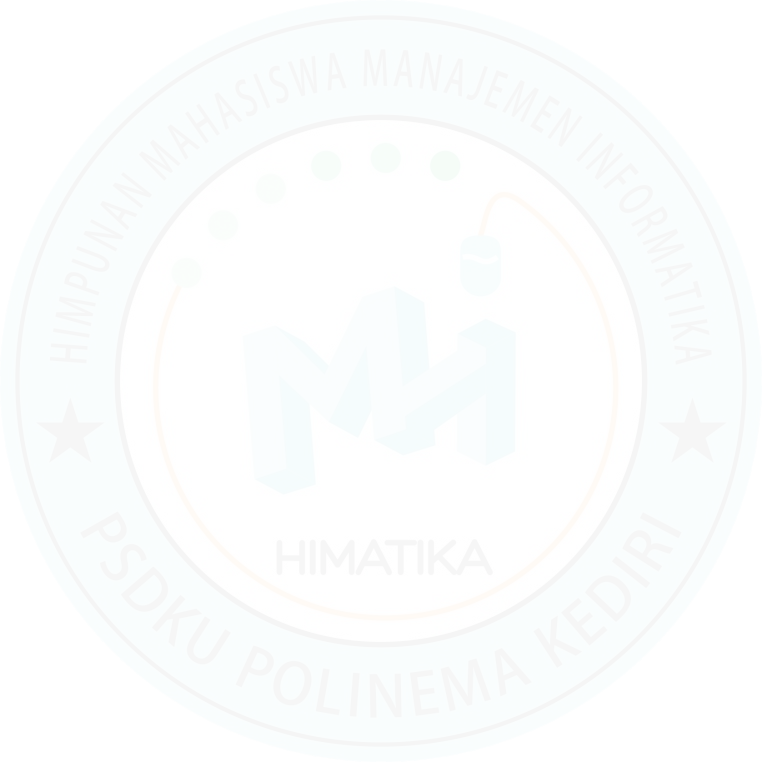 HIMPUNAN MAHASISWA MANAJEMEN INFORMATIKA
HIMATIKA
PSDKU POLINEMA KEDIRI